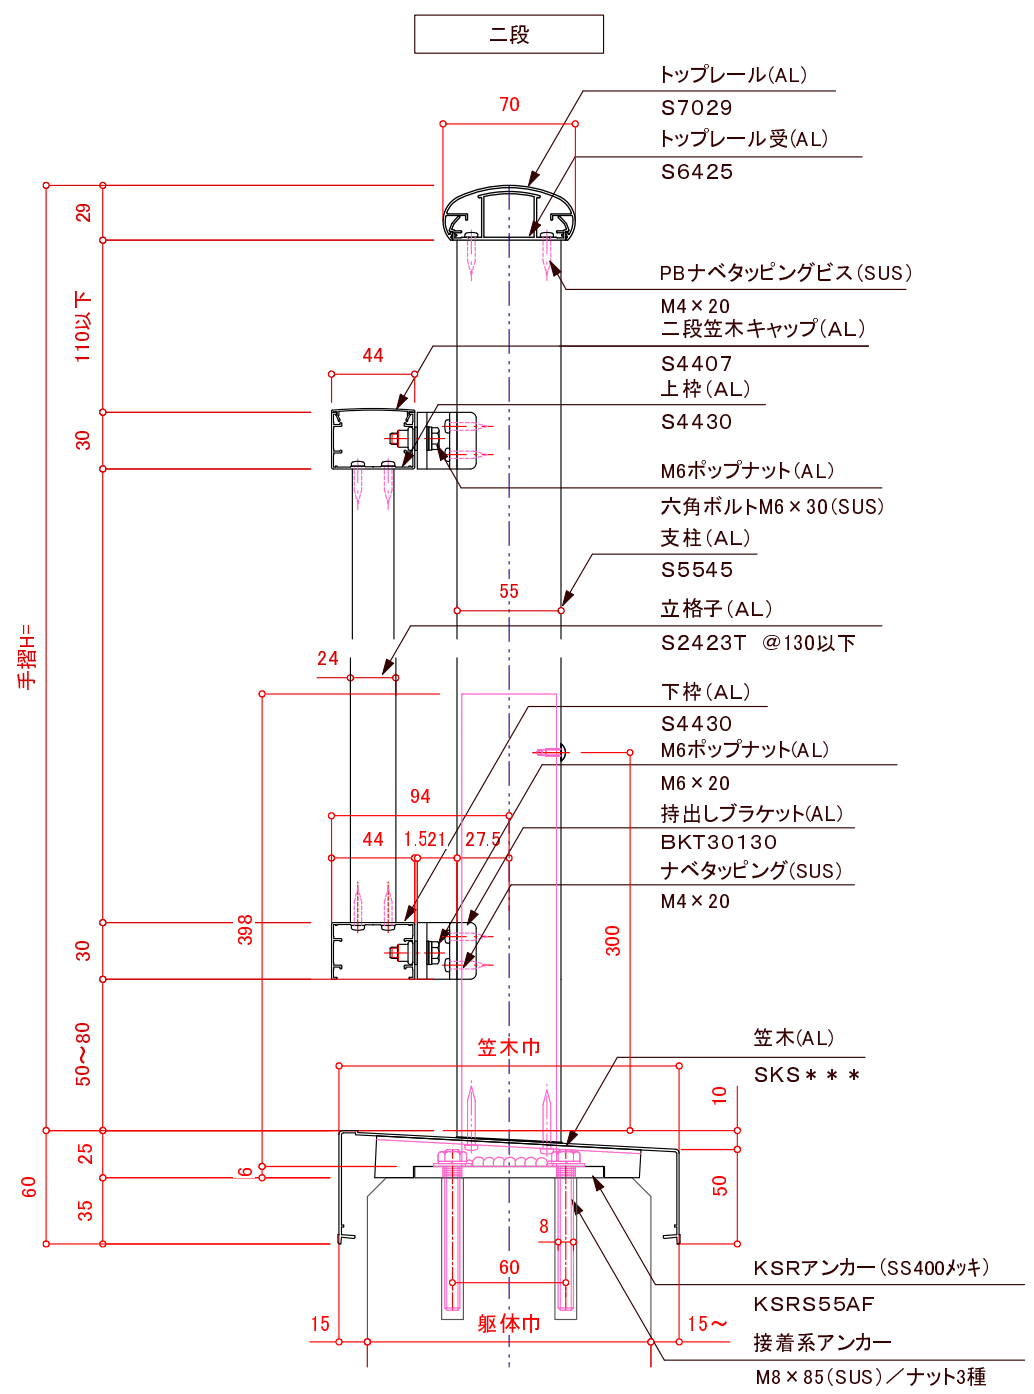 二段
トップレール(AL)
S7029
トップレール受(AL)
S6425
PBナベタッピングビス(SUS)
M4×20
二段笠木キャップ(AL)
S4407
上枠(AL)
S4430
M6ポップナット(AL)
六角ボルトM6×30(SUS)
支柱(AL)
S5545
立格子(AL)
S2423T @130以下
下枠(AL)
S4430
M6ポップナット(AL)
M6×20
持出しブラケット(AL)
BKT30130
ナベタッピング(SUS)
M4×20
笠木(AL)
SKS＊＊＊
KSRアンカー(SS400メッキ)
KSRS55AF
接着系アンカー
M8×85(SUS)／ナット3種
70
29
110以下
44
30
手摺H=
55
24
94
44
1.5
21
27.5
398
300
30
50～80
笠木巾
10
25
6
60
35
50
8
60
15
躯体巾
15～